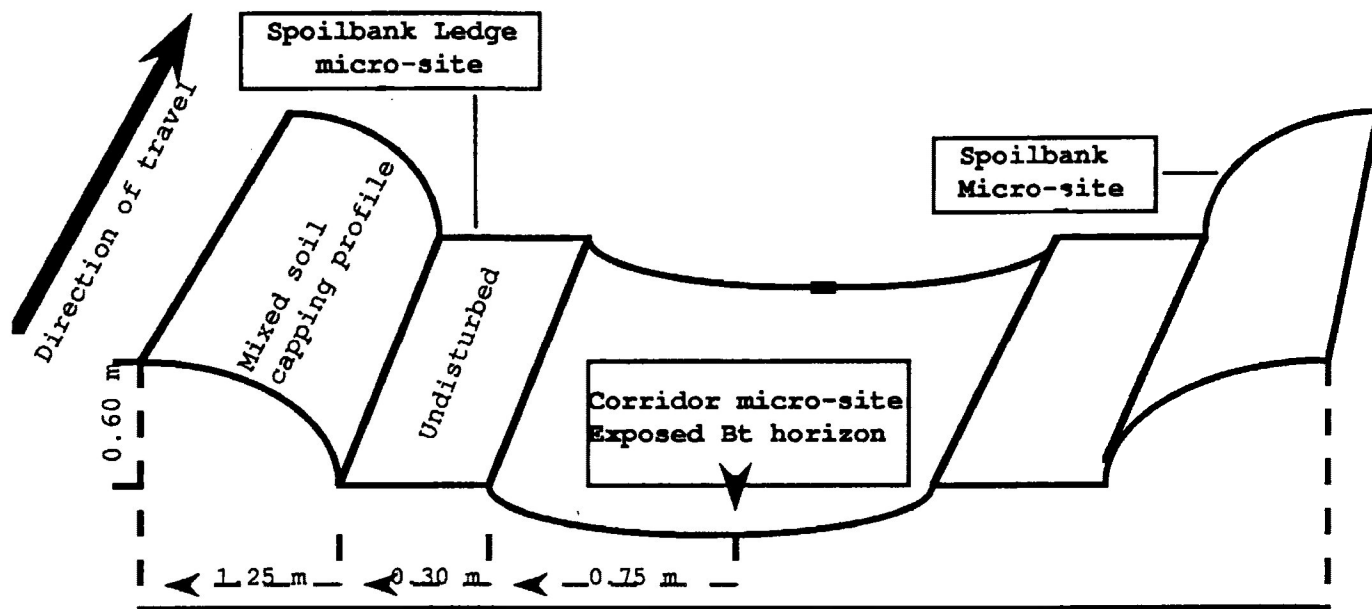 Spoilbank Ledge
micro-site
Direction of travel
Mixed soil
capping profile
Undisturbed
Spoilbank
Micro-site
Corridor micro-site
Exposed Bt horizon
0.60 m
1.25 m
0.30 m
0.75 m